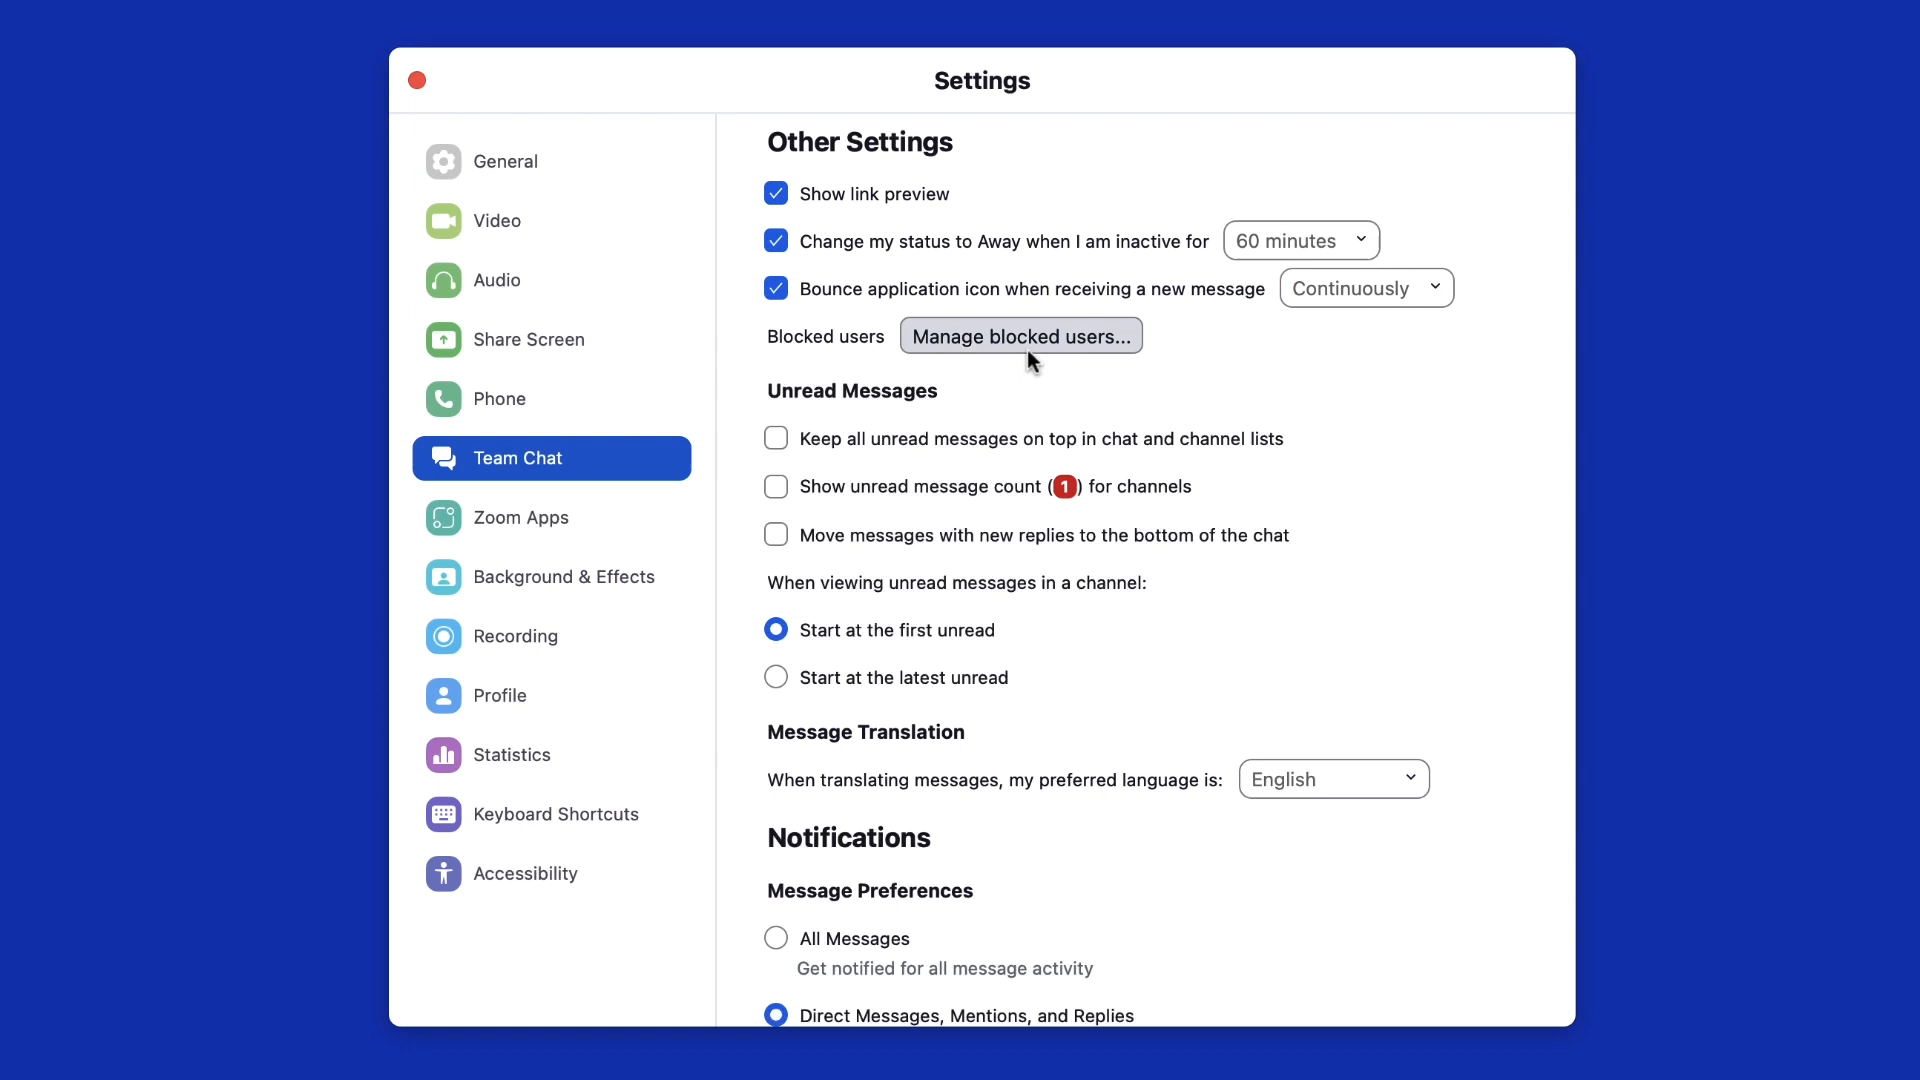 Settings
General
Video
Audio
Share Screen
Phone
Team Chat
Zoom Apps
Background & Effects
Recording
Profile
Statistics
Keyboard Shortcuts
Accessibility
Other Settings
Show link preview
Change my status to Away when I am inactive for 60 minutes
Bounce application icon when receiving a new message Continuously
Blocked users Manage blocked users...
Unread Messages
Keep all unread messages on top in chat and channel lists
Show unread message count (1) for channels
Move messages with new replies to the bottom of the chat
When viewing unread messages in a channel:
Start at the first unread
Start at the latest unread
Message Translation
When translating messages, my preferred language is: English
Notifications
Message Preferences
All Messages
Get notified for all message activity
Direct Messages, Mentions, and Replies